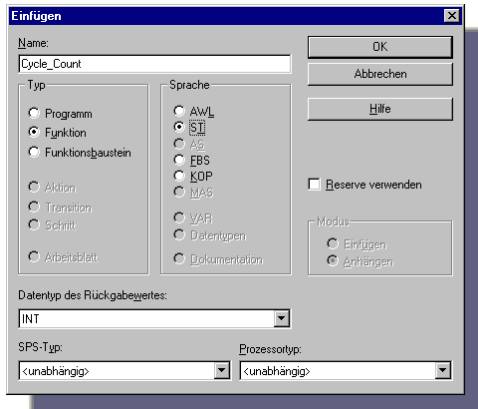 Einfügen
Name:
Cycle_Count
OK
Abbrechen
Hilfe
Typ
Programm
Funktion
Funktionsbaustein
Aktion
Transition
Schritt
Arbeitsblatt
Sprache
AWL
ST
AS
FBS
KOP
MAS
VAR
Datentypen
Dokumentation
Reserve verwenden
Modus
Einfügen
Anhängen
Datentyp des Rückgabewertes:
INT
SPS-Typ:
<unabhängig>
Prozessortyp:
<unabhängig>